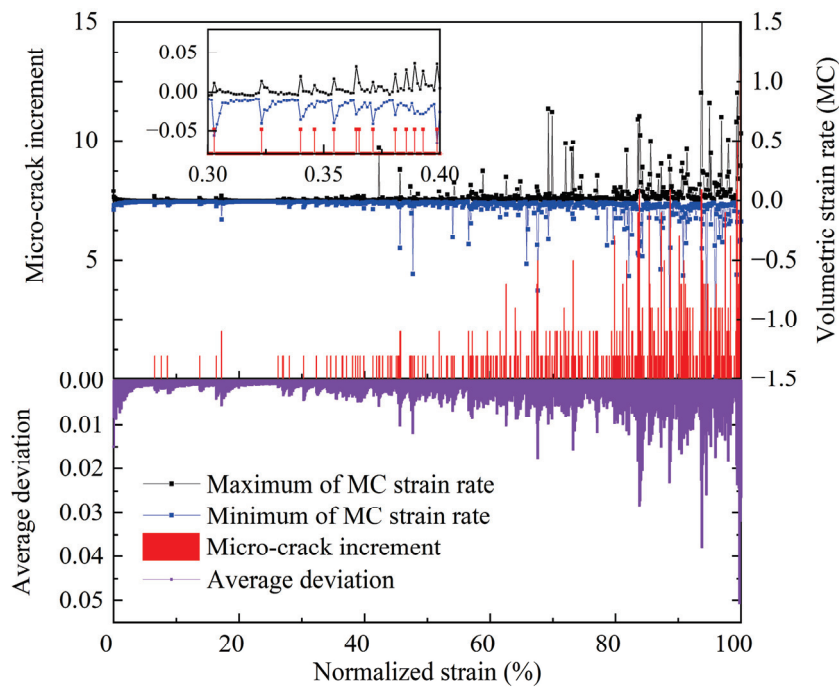 15
10
5
Micro-crack increment
0.05
0.00
−0.05
0.30 0.35 0.40
1.5
1.0
0.5
0.0
−0.5
−1.0
−1.5
Volumetric strain rate (MC)
0.00
0.01
0.02
0.03
0.04
0.05
Average deviation
Maximum of MC strain rate
Minimum of MC strain rate
Micro-crack increment
Average deviation
0 20 40 60 80 100
Normalized strain (%)